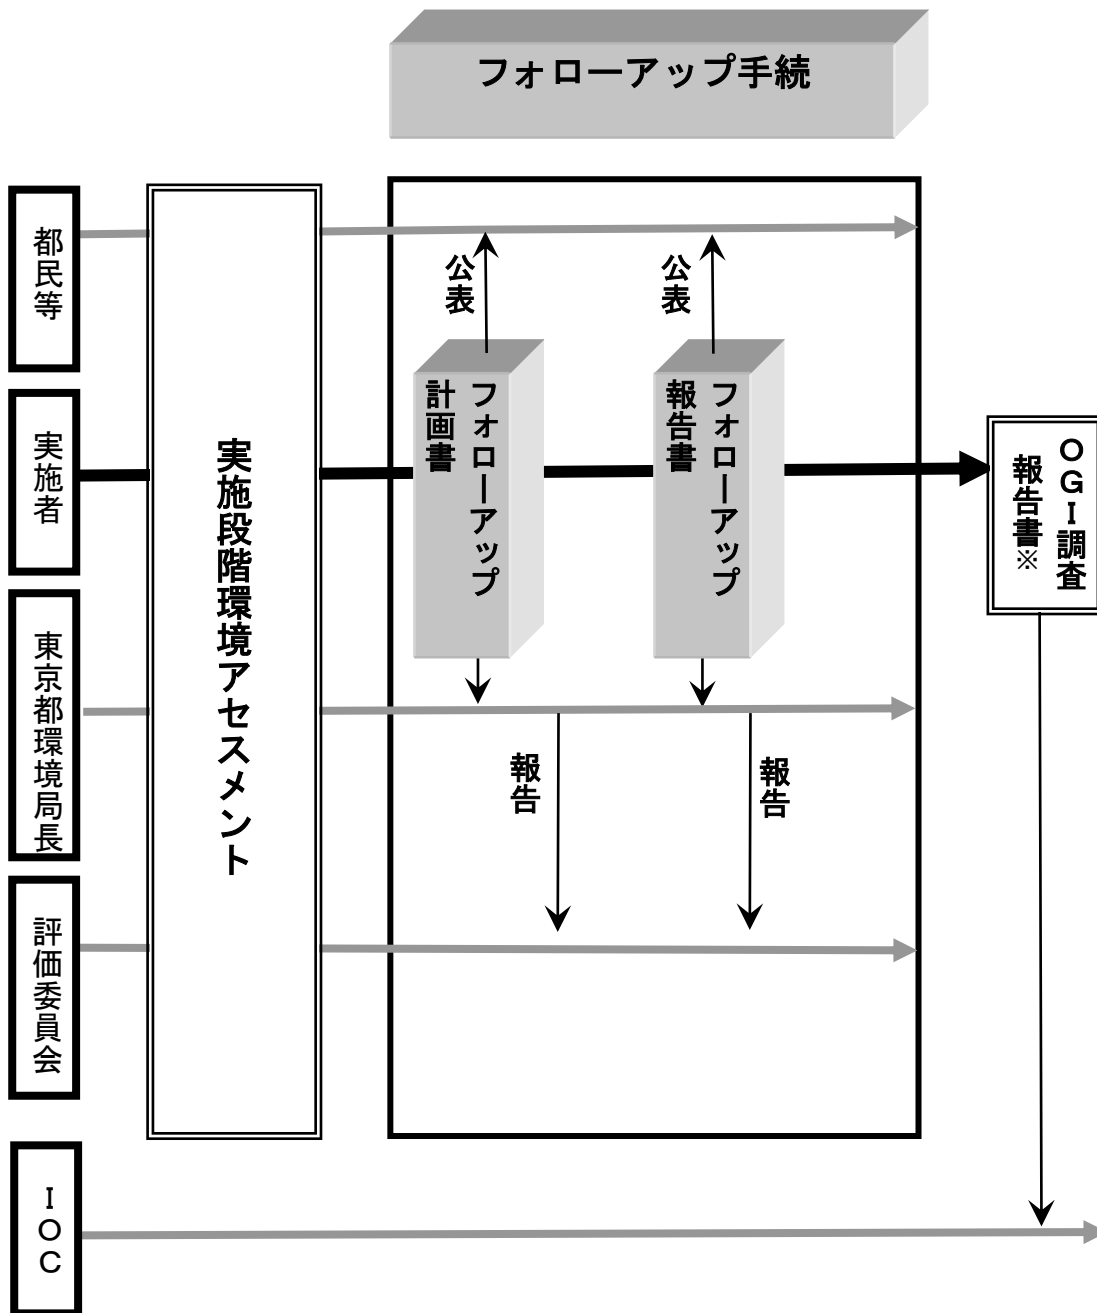 フォローアップ手続
都民等
実施者
東京都環境局長
評価委員会
ＩＯＣ
実施段階環境アセスメント
公表
公表
フォローアップ
計画書
フォローアップ
報告書
報告
報告
ＯＧＩ調査
報告書※